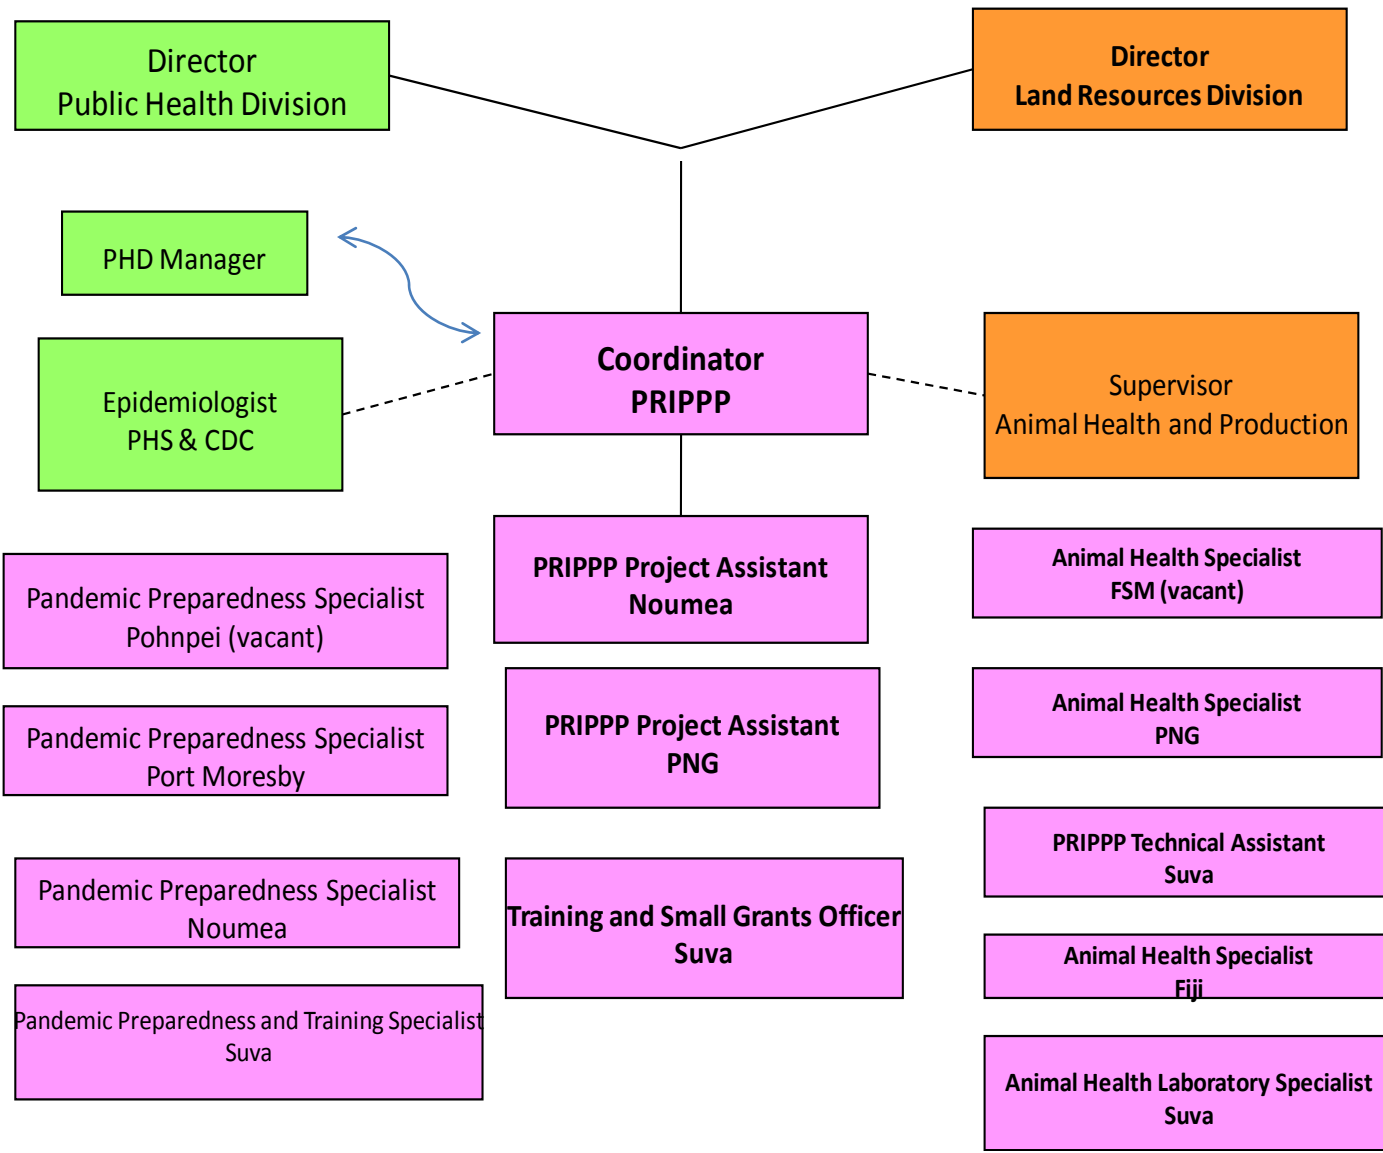 Director
Public Health Division
Director
Land Resources Division
PHD Manager
Coordinator
PRIPPP
Epidemiologist
PHS & CDC
Supervisor
Animal Health and Production
Pandemic Preparedness Specialist
Pohnpei (vacant)
PRIPPP Project Assistant
Noumea
Animal Health Specialist
FSM (vacant)
Pandemic Preparedness Specialist
Port Moresby
PRIPPP Project Assistant
PNG
Animal Health Specialist
PNG
Pandemic Preparedness Specialist
Noumea
Training and Small Grants Officer
Suva
PRIPPP Technical Assistant
Suva
Animal Health Specialist
Fiji
Pandemic Preparedness and Training Specialist
Suva
Animal Health Laboratory Specialist
Suva